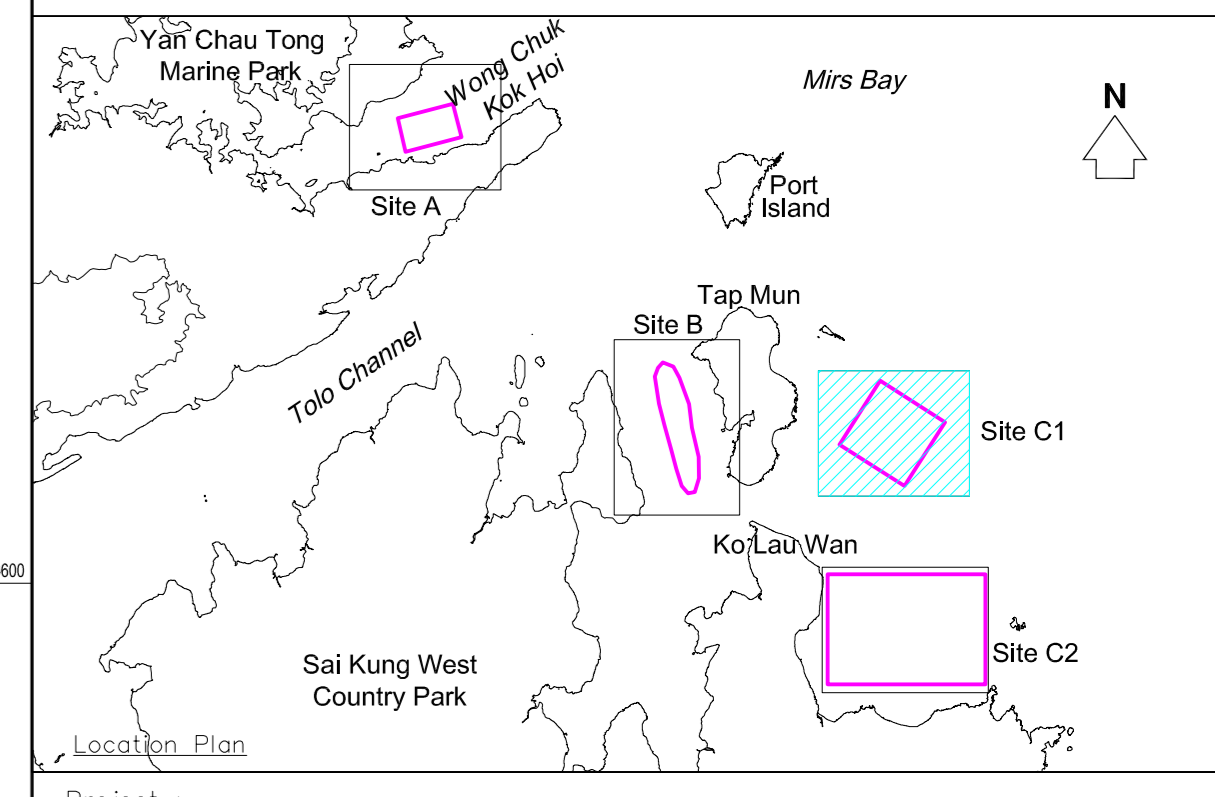 Yan Chau Tong
Marine Park
Wong Chuk
Kok Hoi
Mirs Bay
N
Port
Island
Site A
Tap Mun
Site B
Tolo Channel
Site C1
Ko Lau Wan
600
Site C2
Sai Kung West
Country Park
Location Plan